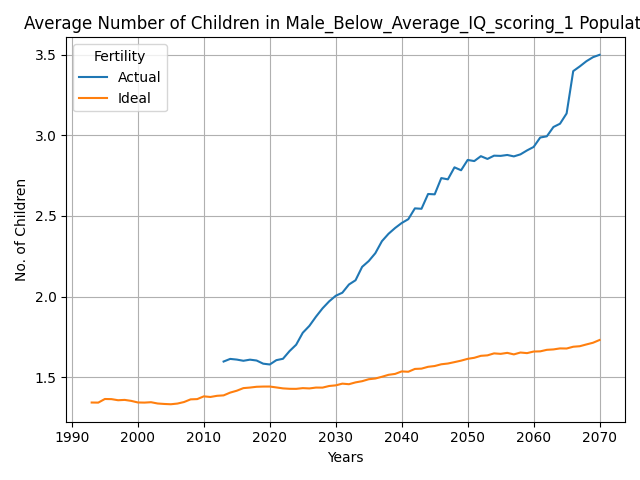 Average Number of Children in Male_Below_Average_IQ_scoring_1 Populat
Fertility
Actual
Ideal
No. of Children
3.5
3.0
2.5
2.0
1.5
1990 2000 2010 2020 2030 2040 2050 2060 2070
Years